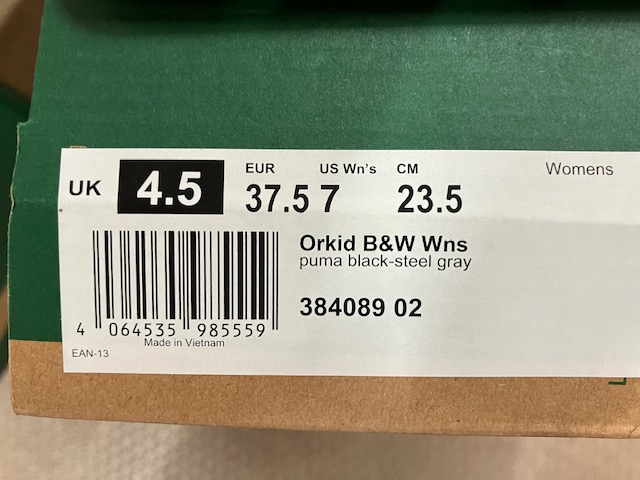 UK 4.5 EUR 37.5 US Wn's 7 CM 23.5 Womens
Orkid B&W Wns
puma black-steel gray
384089 02
4 064535 985559
Made in Vietnam
EAN-13